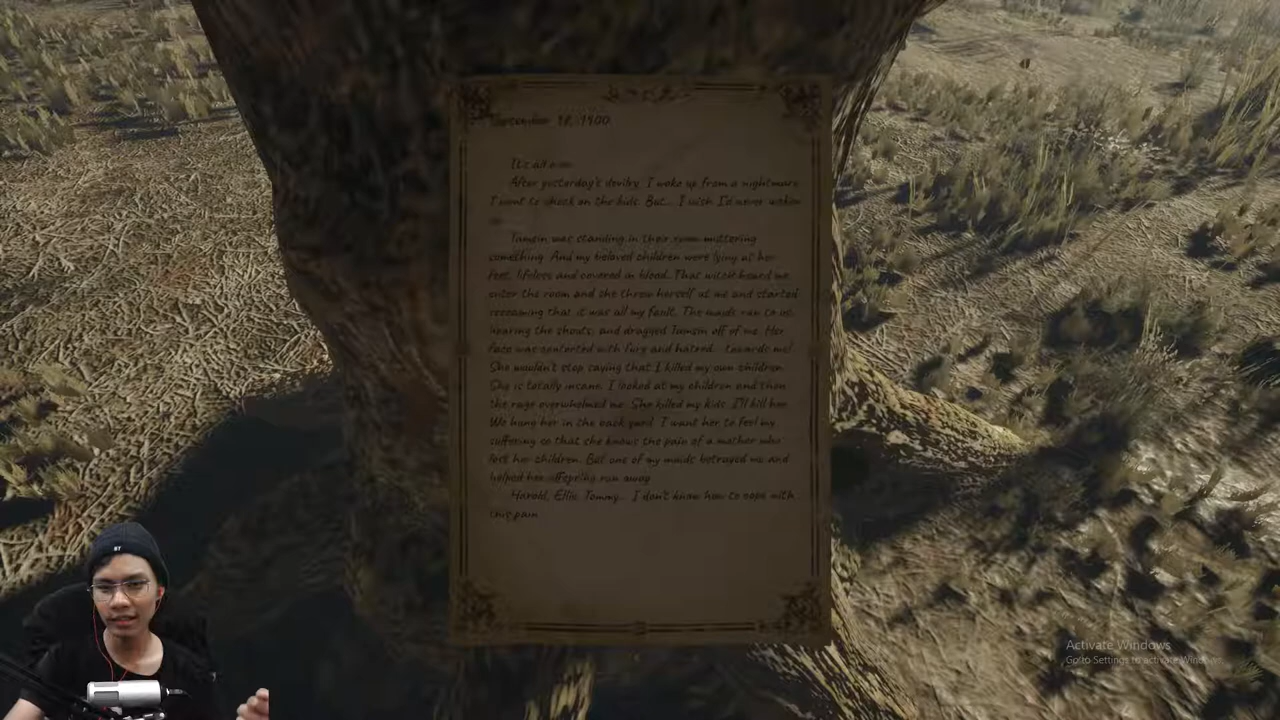 September 18, 1900.
It's all over.
After yesterday's devilry, I woke up from a nightmare.
I went to check on the kids. But... I wish I'd never woken
Tamsin was standing in their room muttering
something. And my beloved children were lying at her
feet, lifeless and covered in blood. That witch heard me
enter the room and she threw herself at me and started
screaming that it was all my fault. The maids ran to us,
hearing the shouts, and dragged Tamsin off of me. Her
face was contorted with fury and hatred... towards me!
She wouldn't stop saying that I killed my own children.
She is totally insane. I looked at my children and then
the rage overwhelmed me. She killed my kids. I'll kill her.
We hung her in the back yard. I want her to feel my
suffering so that she knows the pain of a mother who
lost her children. But one of my maids betrayed me and
helped her offspring run away.
Harold, Ellie, Tommy... I don't know how to cope with
this pain.
Activate Windows
Go to Settings to activate Windows.